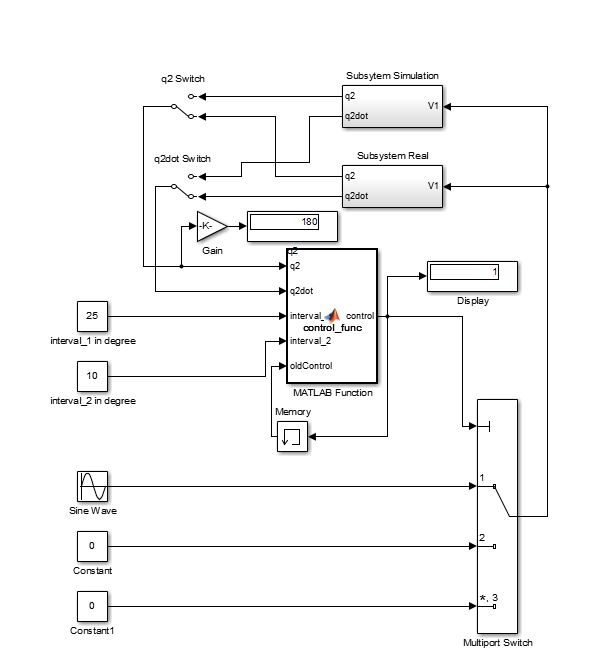 Subsytem Simulation
q2 Switch
q2
V1
q2dot
q2dot Switch
Subsystem Real
q2
V1
q2dot
-K-
180
Gain
q2
q2
1
q2dot
Display
25
interval_
control
control_func
interval_1 in degree
interval_2
10
oldControl
interval_2 in degree
MATLAB Function
Memory
1
Sine Wave
0
2
Constant
0
*, 3
Constant1
Multiport Switch